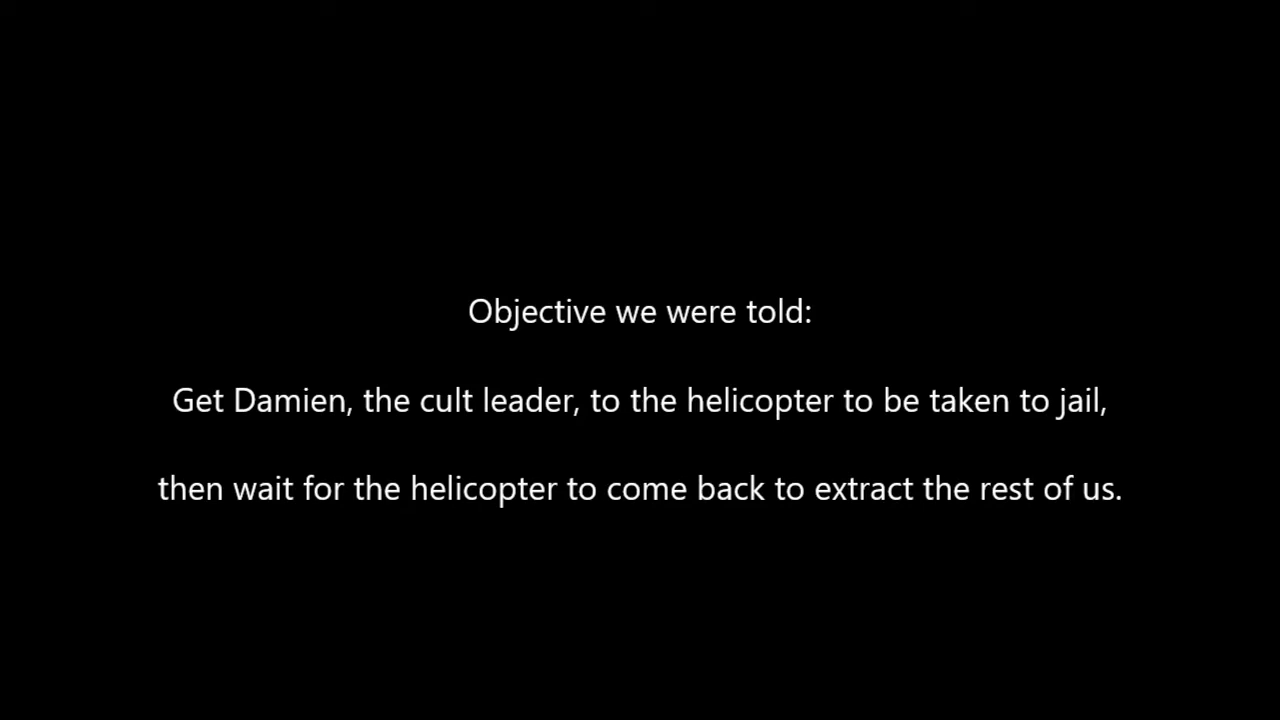 Objective we were told:
Get Damien, the cult leader, to the helicopter to be taken to jail,
then wait for the helicopter to come back to extract the rest of us.